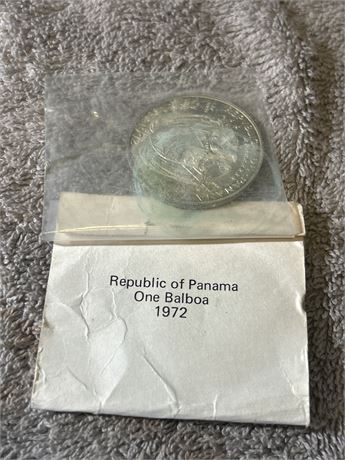 Republic of Panama
One Balboa
1972